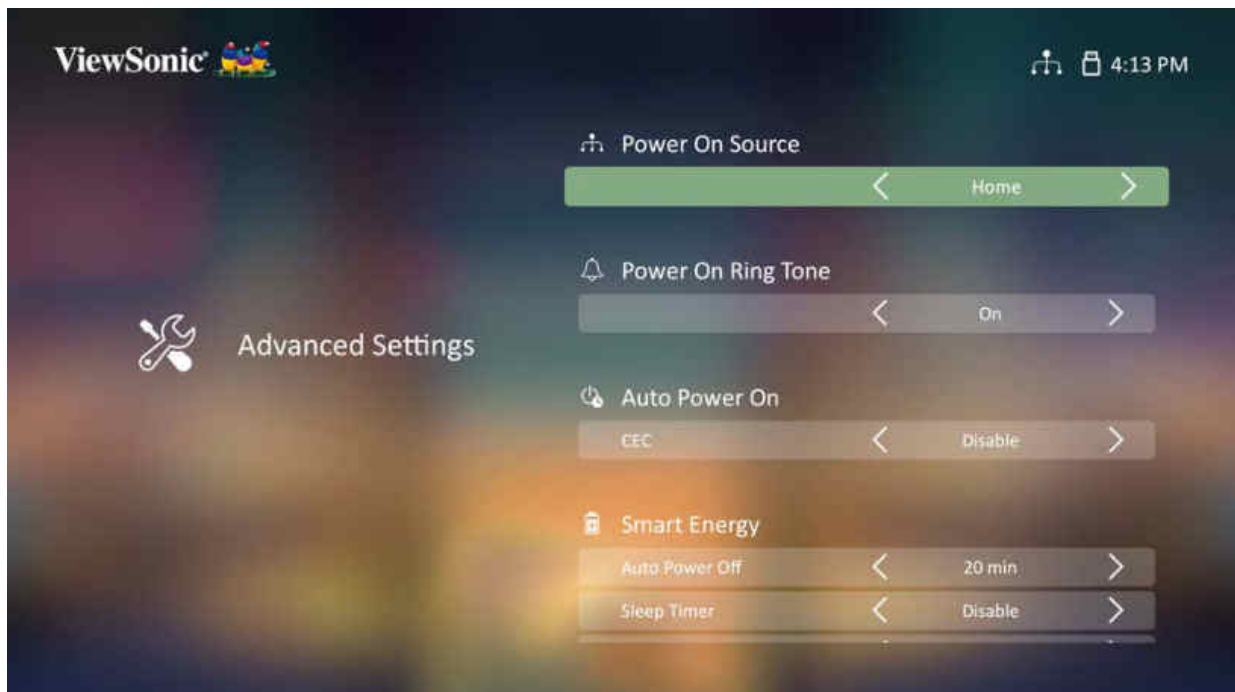 ViewSonic
4:13 PM
Power On Source
Home
Power On Ring Tone
On
Advanced Settings
Auto Power On
CEC Disable
Smart Energy
Auto Power Off 20 min
Sleep Timer Disable